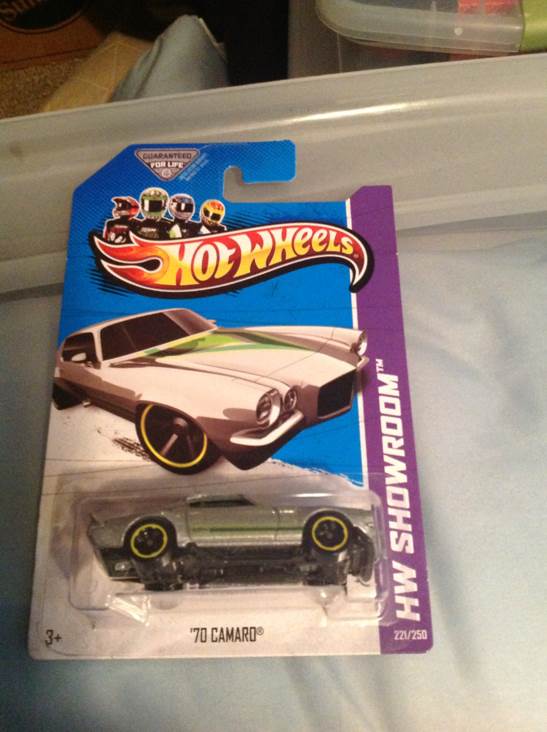 GUARANTEED
FOR LIFE
HOT WHEELS
HW SHOWROOM™
3+
'70 CAMARO®
221/250